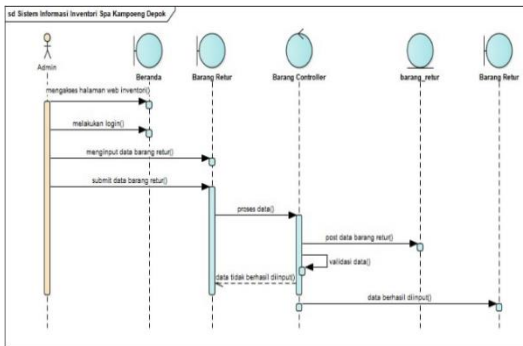 sd Sistem Informasi Inventori Spa Kampoeng Depok
Admin
Beranda
Barang Retur
Barang Controller
barang_retur
Barang Retur
mengakses halaman web inventori()
melakukan login()
menginput data barang retur()
submit data barang retur()
proses data()
post data barang retur()
validasi data()
data tidak berhasil diinput()
data berhasil diinput()